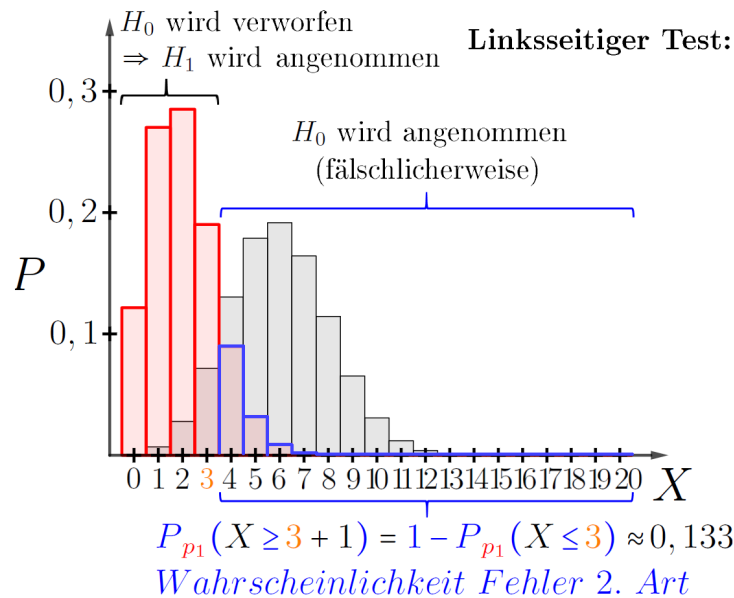 H₀ wird verworfen
⇒ H₁ wird angenommen
Linksseitiger Test:
0,3
H₀ wird angenommen
(fälschlicherweise)
0,2
P
0,1
0 1 2 3 4 5 6 7 8 9 10 11 12 13 14 15 16 17 18 19 20 X
P_{p₁}(X ≥ 3 + 1) = 1 − P_{p₁}(X ≤ 3) ≈ 0,133
Wahrscheinlichkeit Fehler 2. Art